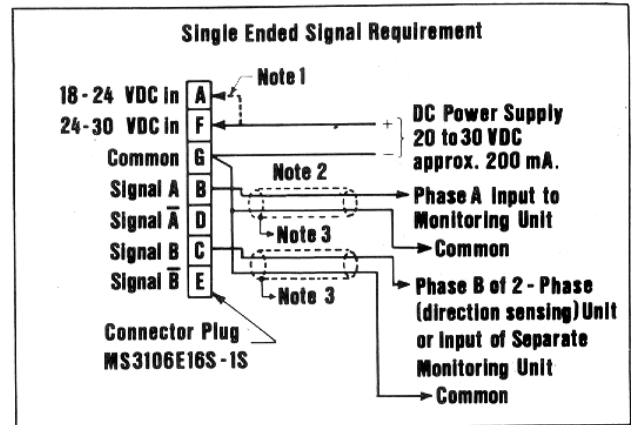 Single Ended Signal Requirement
Note 1
18-24 VDC in A
24-30 VDC in F
Common G
Signal A B
Signal A̅ D
Signal B C
Signal B̅ E
+
−
DC Power Supply
20 to 30 VDC
approx. 200 mA.
Note 2
Note 3
Note 3
Phase A Input to
Monitoring Unit
Common
Phase B of 2-Phase
(direction sensing) Unit
or Input of Separate
Monitoring Unit
Common
Connector Plug
MS3106E16S-1S